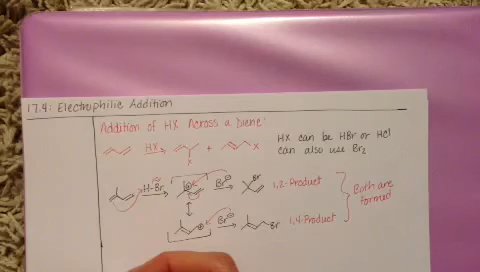 17.4: Electrophilic Addition
Addition of HX Across a Diene:
HX
X
+
X
HX can be HBr or HCl
can also use Br2
H-Br
Br⊖
Br
1,2-Product
Both are
formed
⊕
Br⊖
Br
1,4-Product